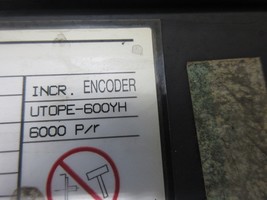 INCR. ENCODER
UTOPE-600YH
6000 P/r